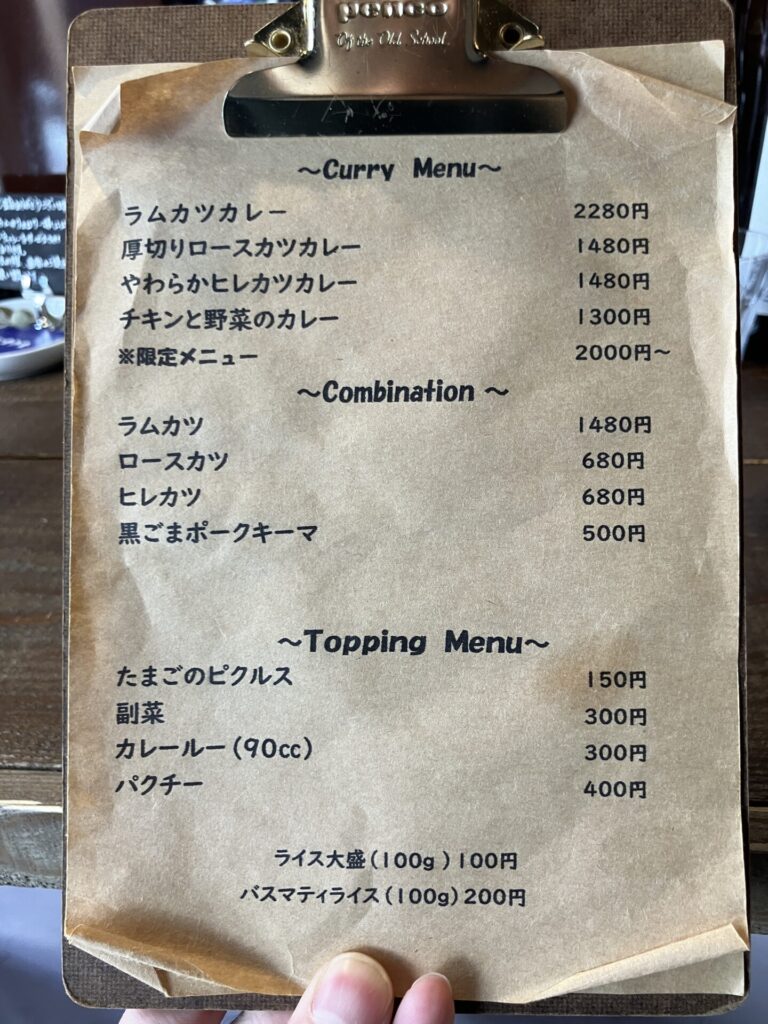 penco
Of the Old School.
～Curry Menu～
ラムカツカレー 2280円
厚切りロースカツカレー 1480円
やわらかヒレカツカレー 1480円
チキンと野菜のカレー 1300円
※限定メニュー 2000円～
～Combination ～
ラムカツ 1480円
ロースカツ 680円
ヒレカツ 680円
黒ごまポークキーマ 500円
～Topping Menu～
たまごのピクルス 150円
副菜 300円
カレールー(90cc) 300円
パクチー 400円
ライス大盛(100g )100円
バスマティライス(100g)200円